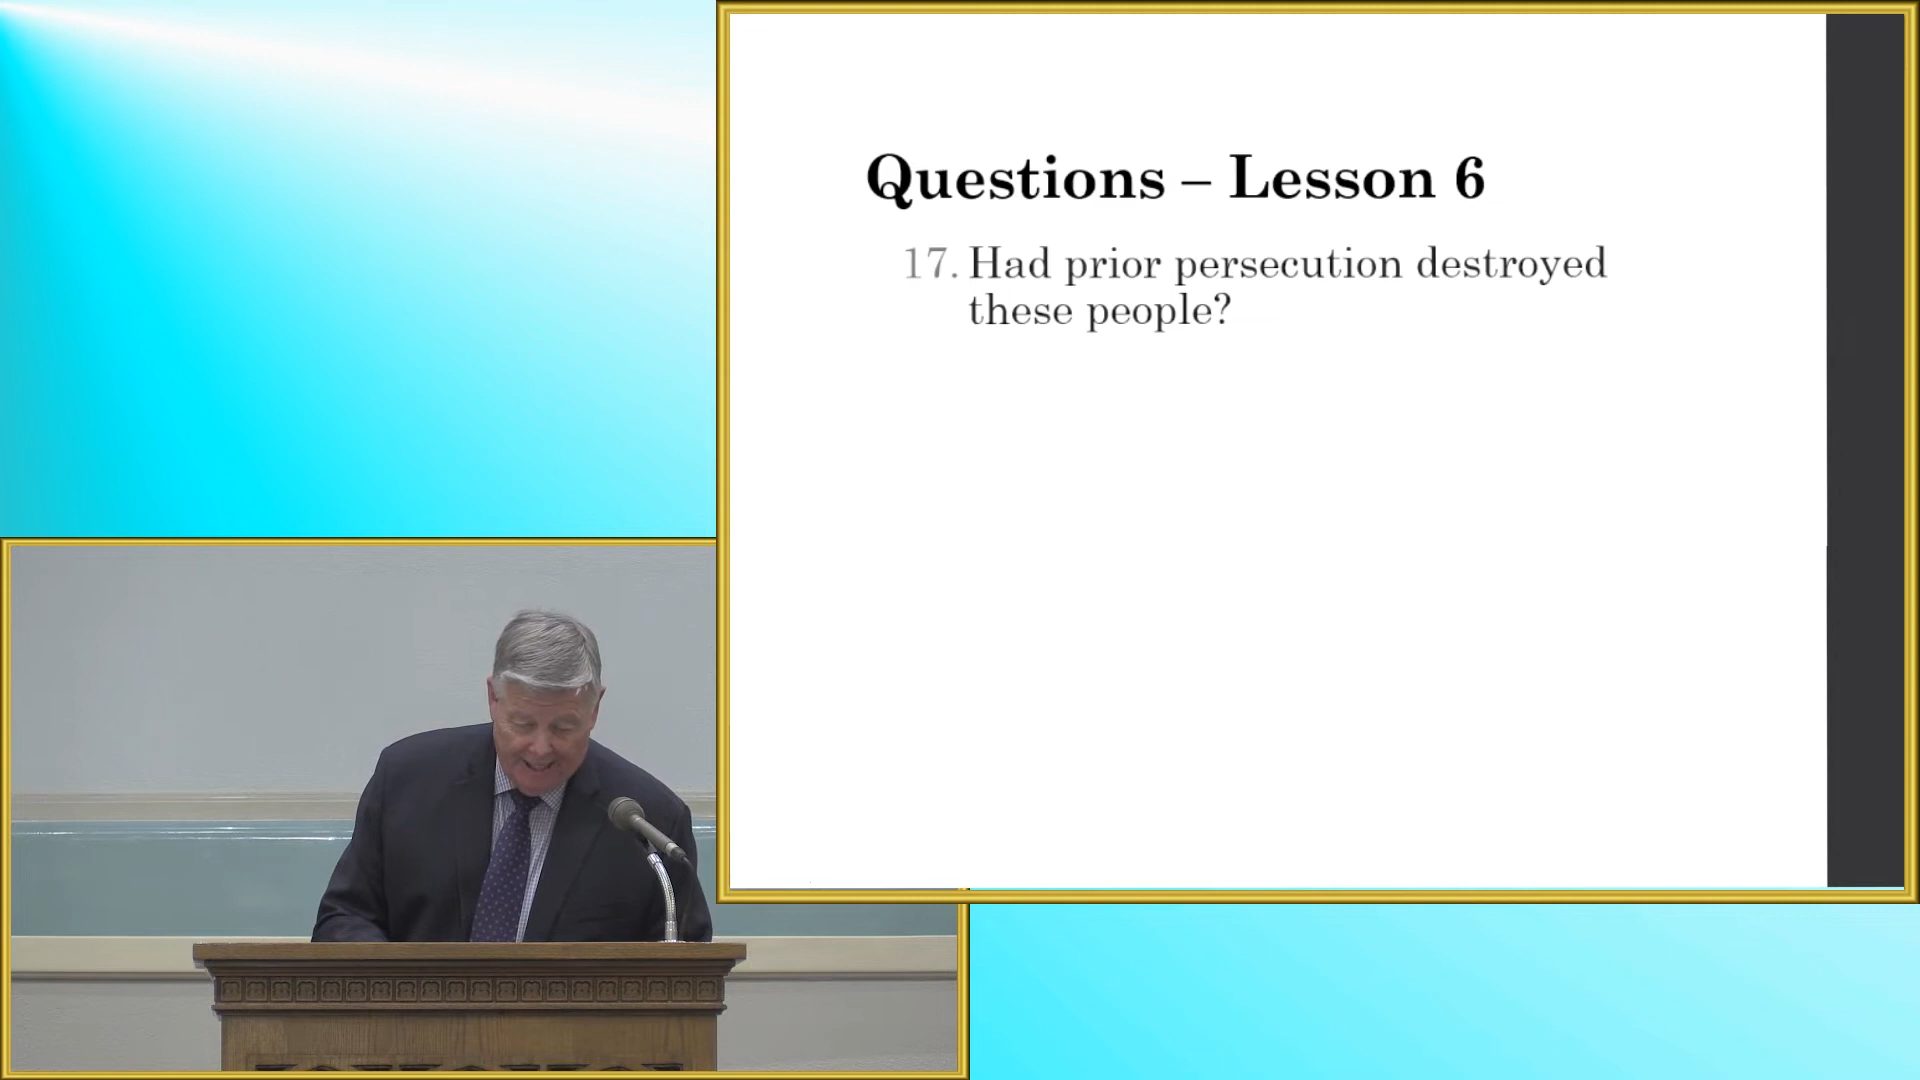 Questions – Lesson 6
17. Had prior persecution destroyed
these people?